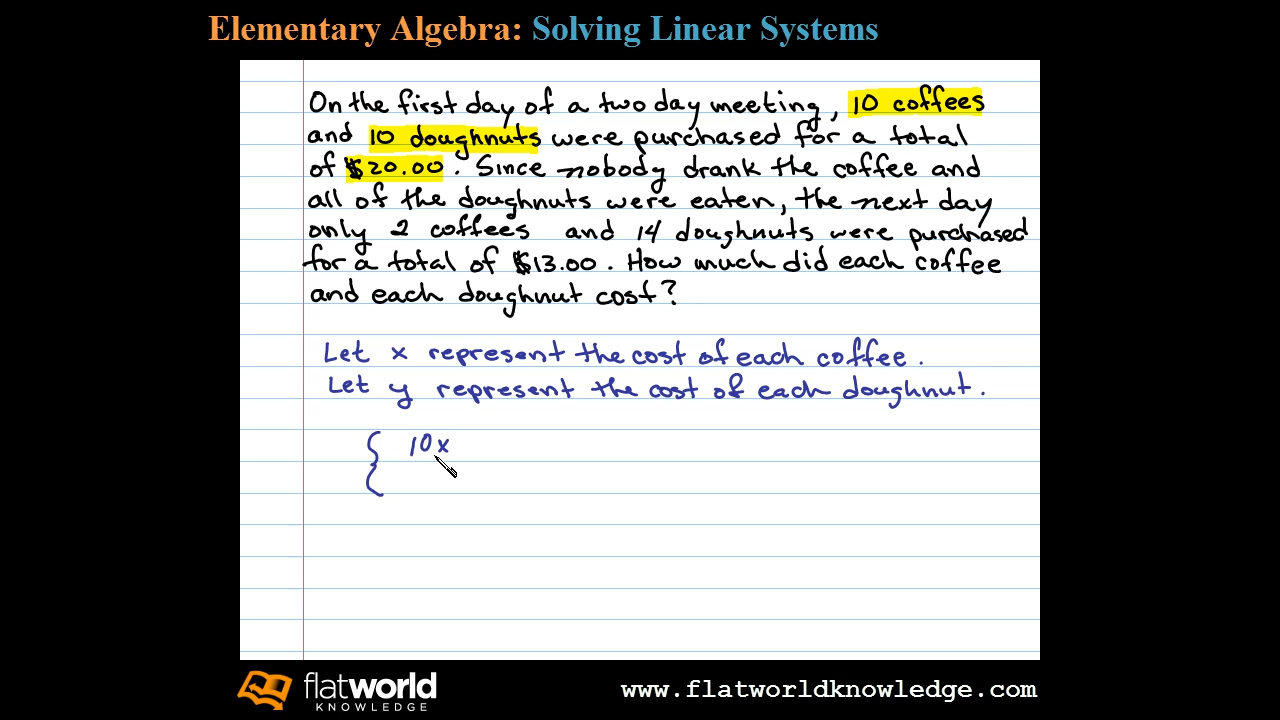 Elementary Algebra: Solving Linear Systems
On the first day of a two day meeting, 10 coffees
and 10 doughnuts were purchased for a total
of $20.00. Since nobody drank the coffee and
all of the doughnuts were eaten, the next day
only 2 coffees and 14 doughnuts were purchased
for a total of $13.00. How much did each coffee
and each doughnut cost?
Let x represent the cost of each coffee.
Let y represent the cost of each doughnut.
{ 10x
flatworld
KNOWLEDGE
www.flatworldknowledge.com